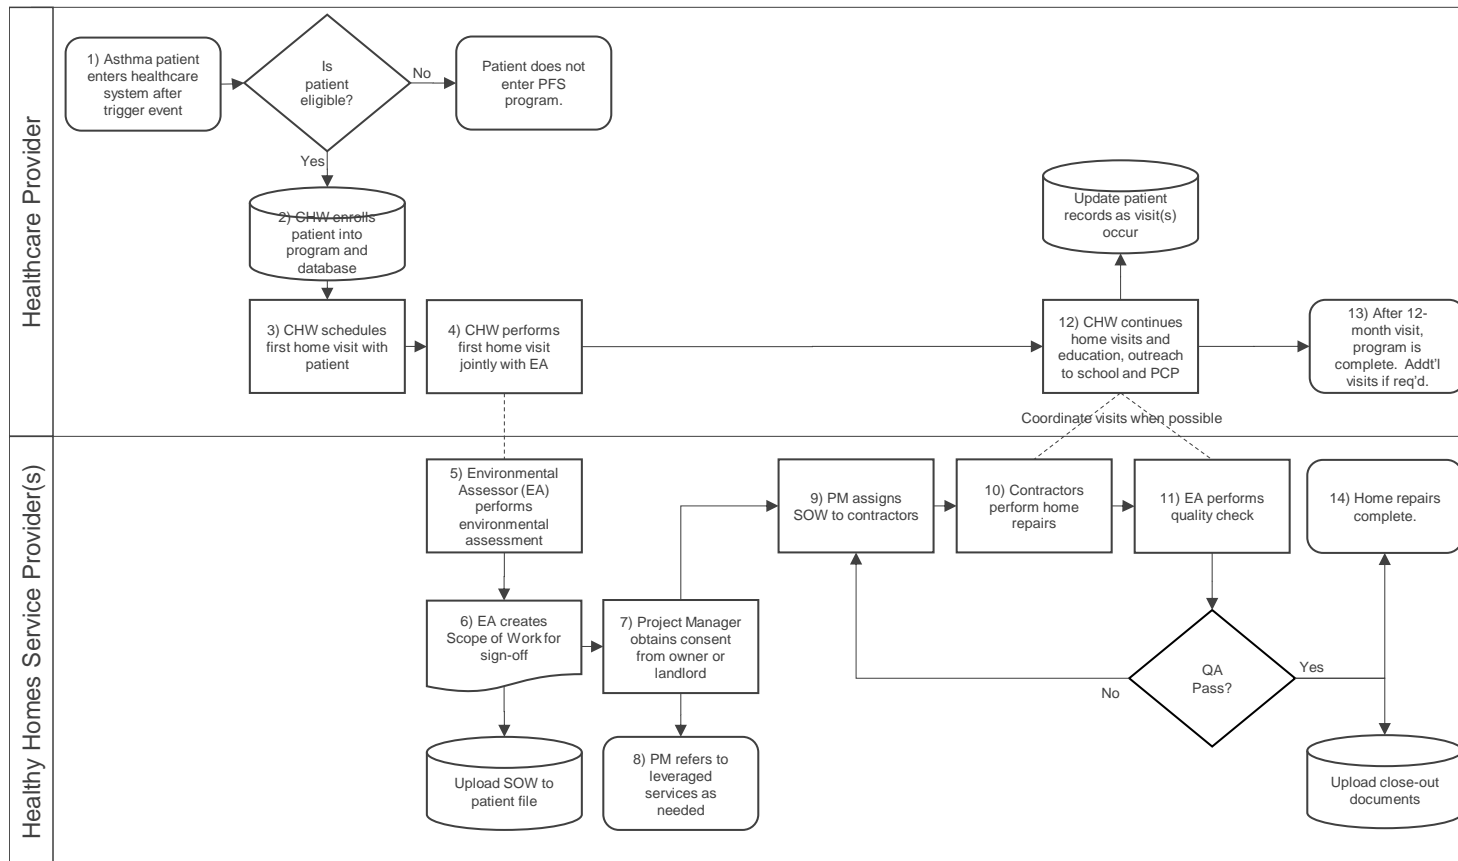 Healthcare Provider
1) Asthma patient
enters healthcare
system after
trigger event
Is
patient
eligible?
No
Patient does not
enter PFS
program.
Yes
2) CHW enrolls
patient into
program and
database
3) CHW schedules
first home visit with
patient
4) CHW performs
first home visit
jointly with EA
Update patient
records as visit(s)
occur
12) CHW continues
home visits and
education, outreach
to school and PCP
13) After 12-
month visit,
program is
complete. Addt'l
visits if req'd.
Coordinate visits when possible
Healthy Homes Service Provider(s)
5) Environmental
Assessor (EA)
performs
environmental
assessment
6) EA creates
Scope of Work for
sign-off
Upload SOW to
patient file
7) Project Manager
obtains consent
from owner or
landlord
8) PM refers to
leveraged
services as
needed
9) PM assigns
SOW to contractors
10) Contractors
perform home
repairs
11) EA performs
quality check
14) Home repairs
complete.
QA
Pass?
No
Yes
Upload close-out
documents